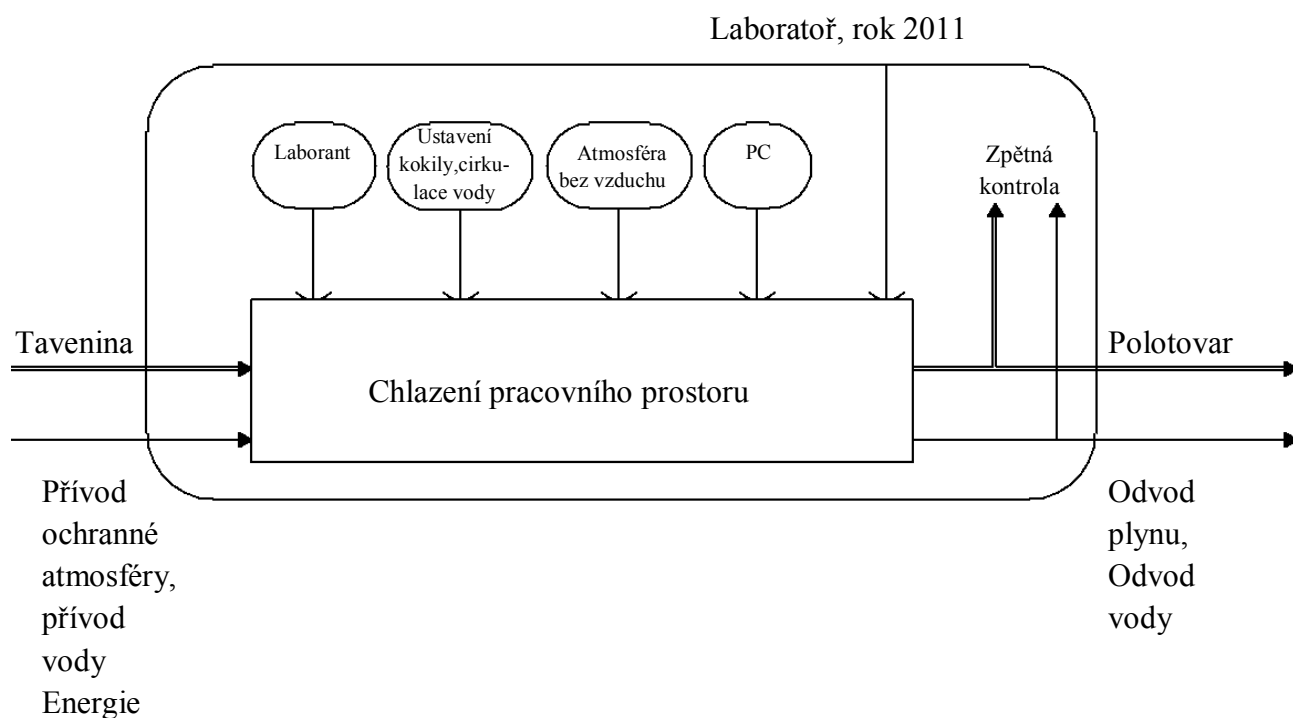 Laboratoř, rok 2011
Laborant
Ustavení
kokily,cirku-
lace vody
Atmosféra
bez vzduchu
PC
Zpětná
kontrola
Tavenina
Chlazení pracovního prostoru
Polotovar
Přívod
ochranné
atmosféry,
přívod
vody
Energie
Odvod
plynu,
Odvod
vody